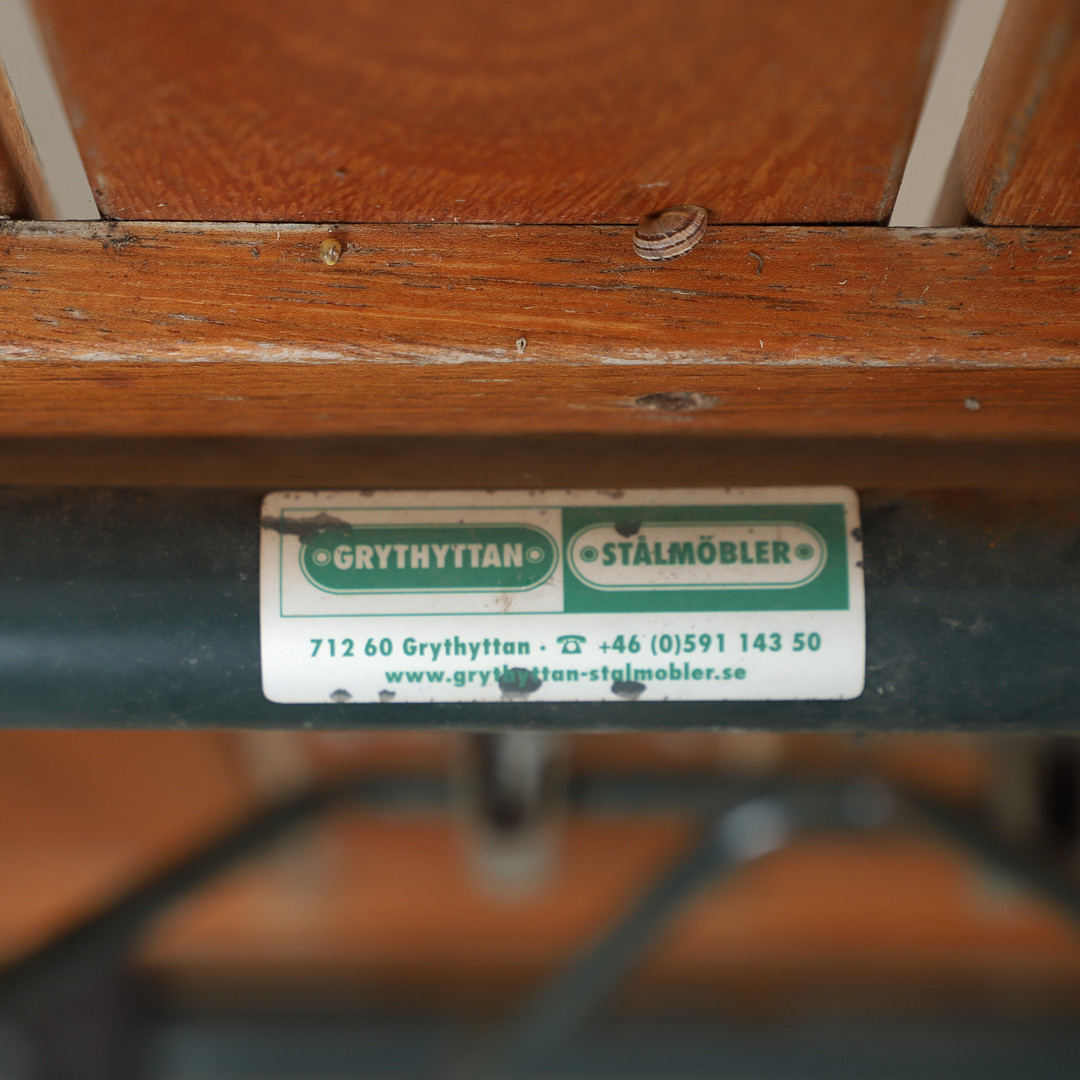 GRYTHYTTAN STÅLMÖBLER
712 60 Grythyttan · ☎ +46 (0)591 143 50
www.grythyttan-stalmobler.se